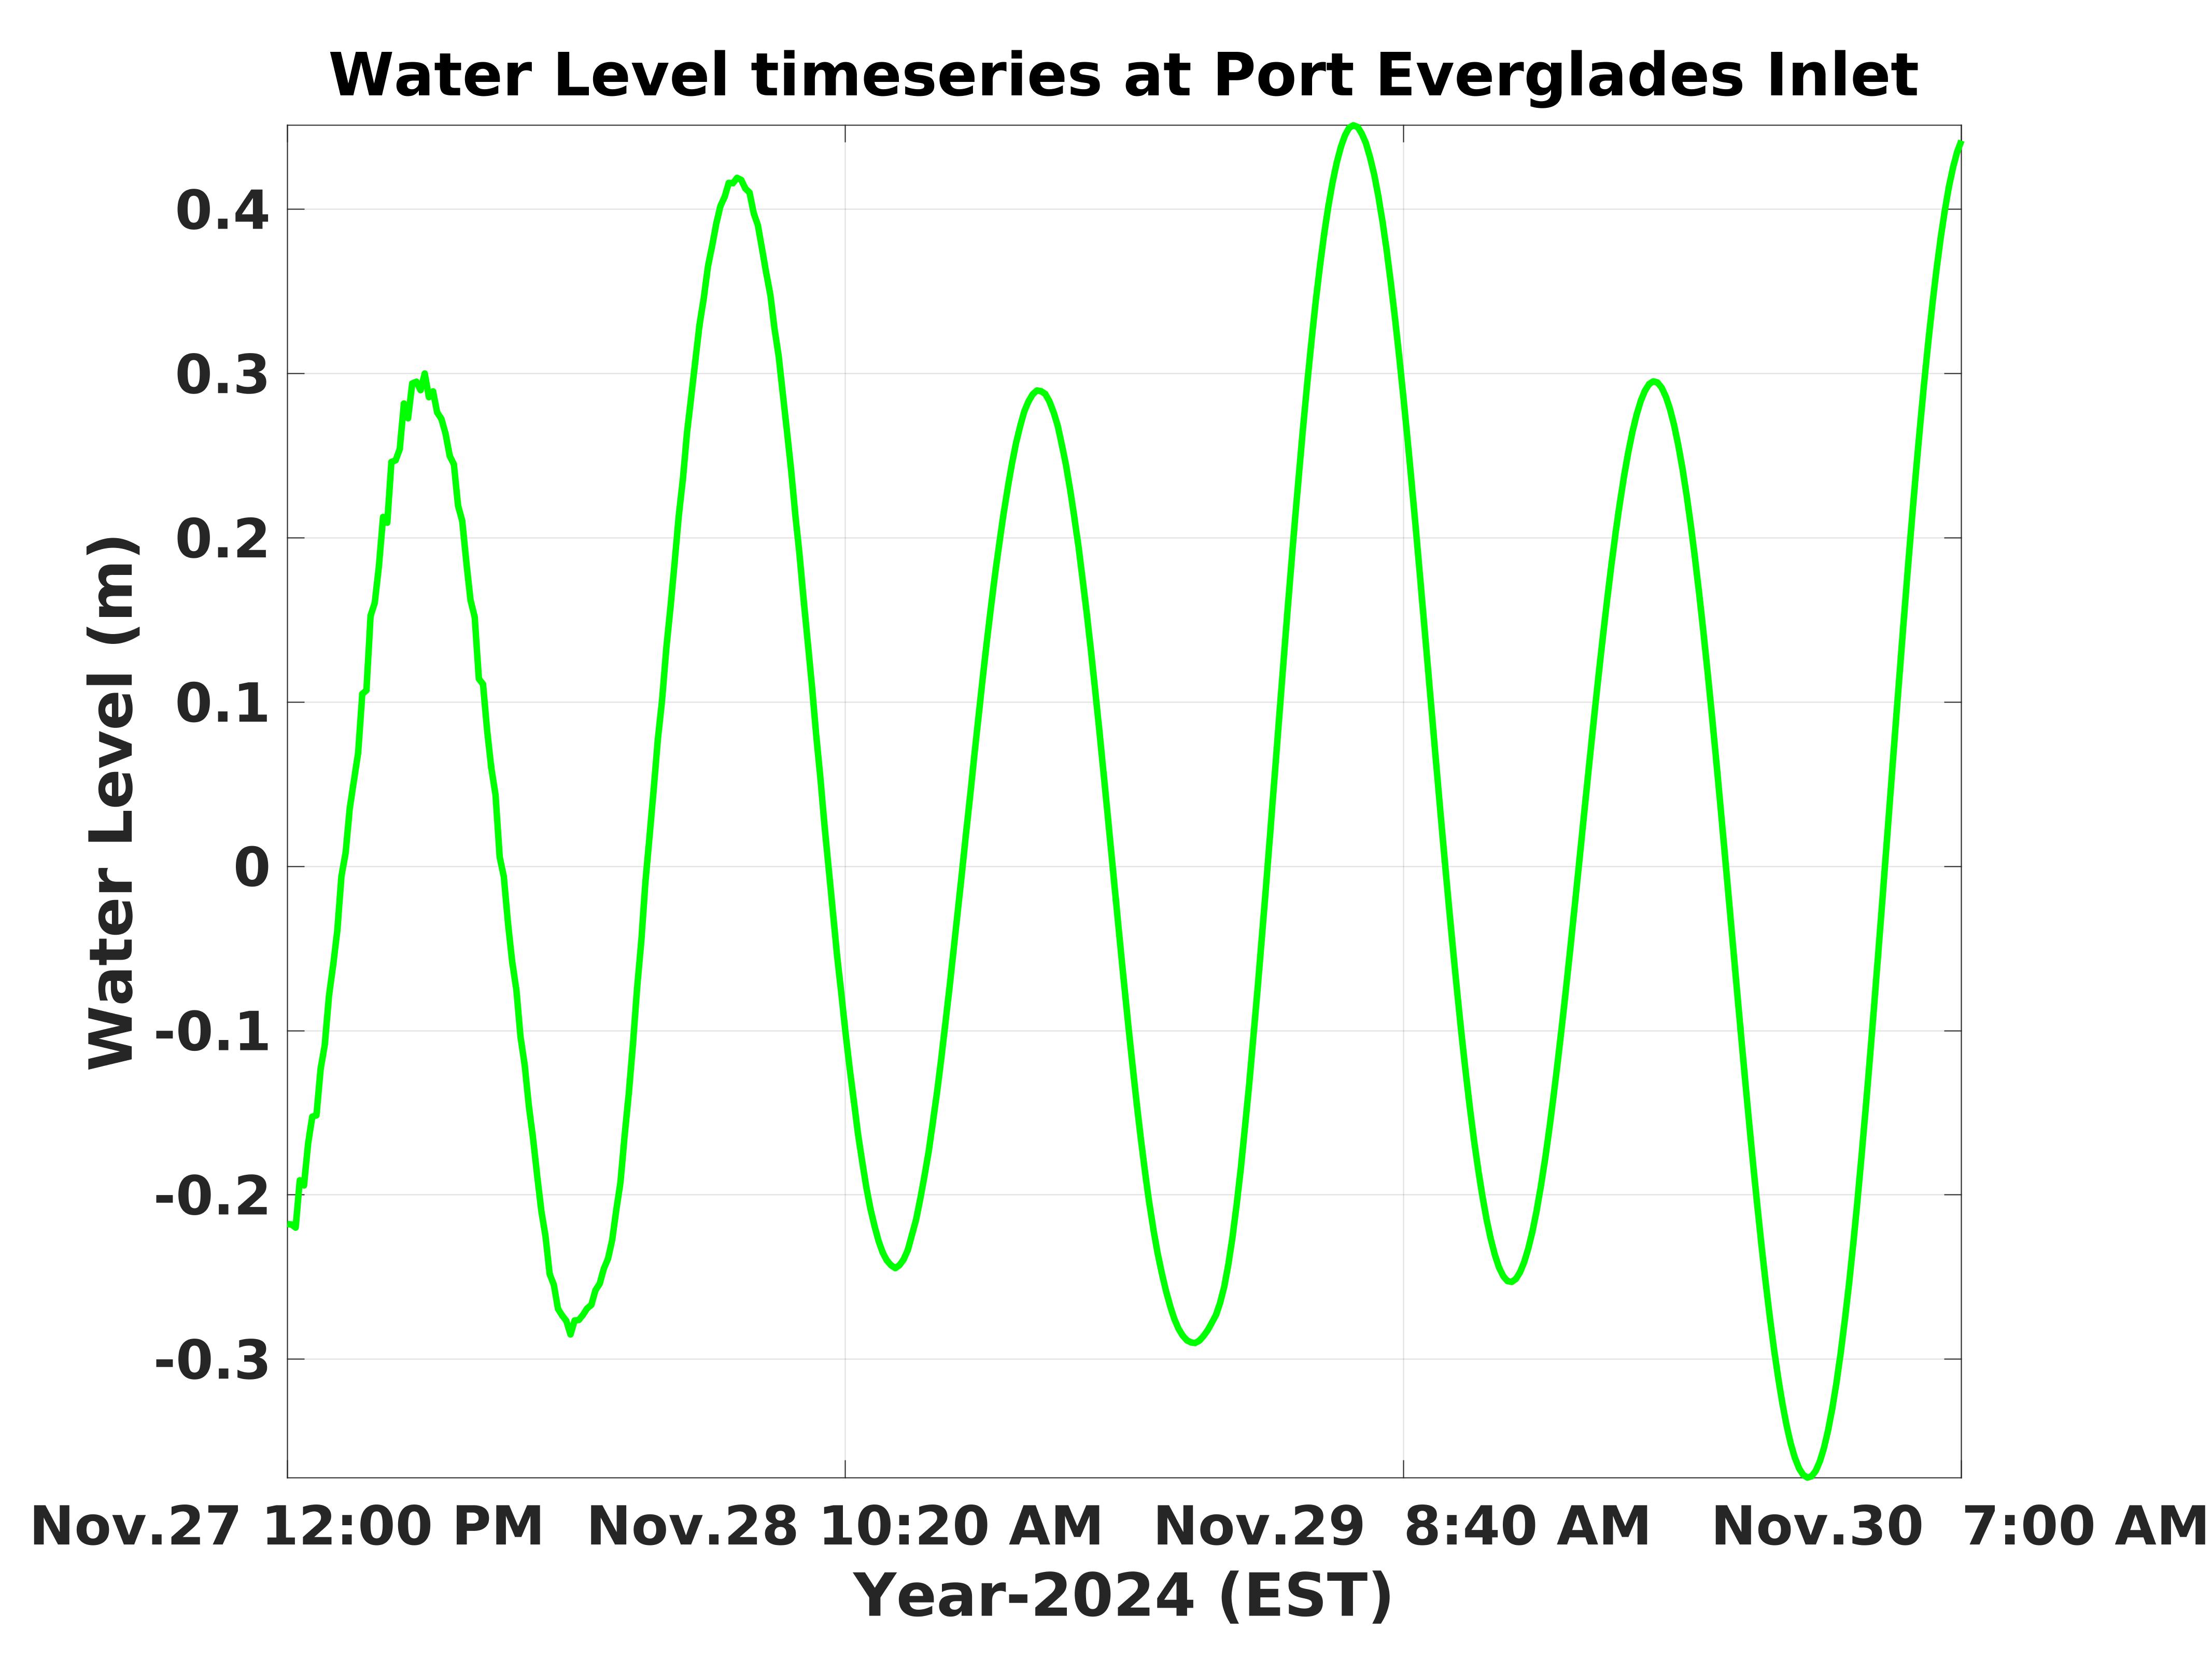 Water Level timeseries at Port Everglades Inlet
0.4
0.3
0.2
0.1
0
-0.1
-0.2
-0.3
Water Level (m)
Nov.27 12:00 PM Nov.28 10:20 AM Nov.29 8:40 AM Nov.30 7:00 AM
Year-2024 (EST)